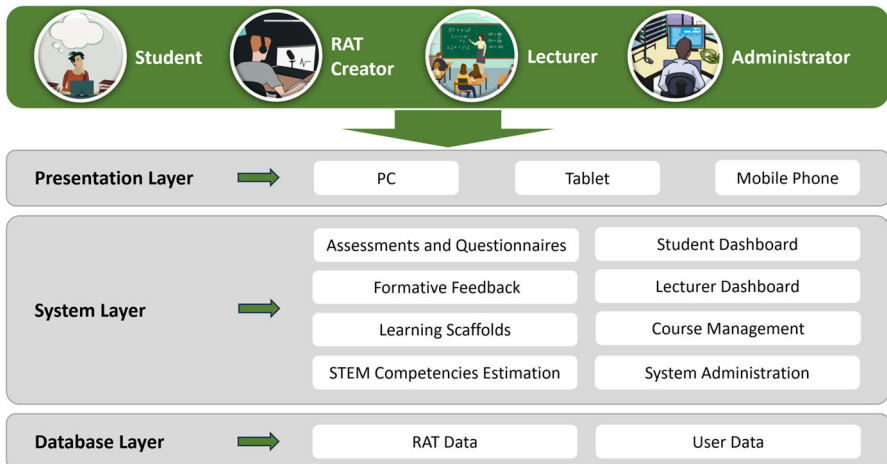 Student
RAT
Creator
Lecturer
Administrator
Presentation Layer
PC
Tablet
Mobile Phone
System Layer
Assessments and Questionnaires
Student Dashboard
Formative Feedback
Lecturer Dashboard
Learning Scaffolds
Course Management
STEM Competencies Estimation
System Administration
Database Layer
RAT Data
User Data